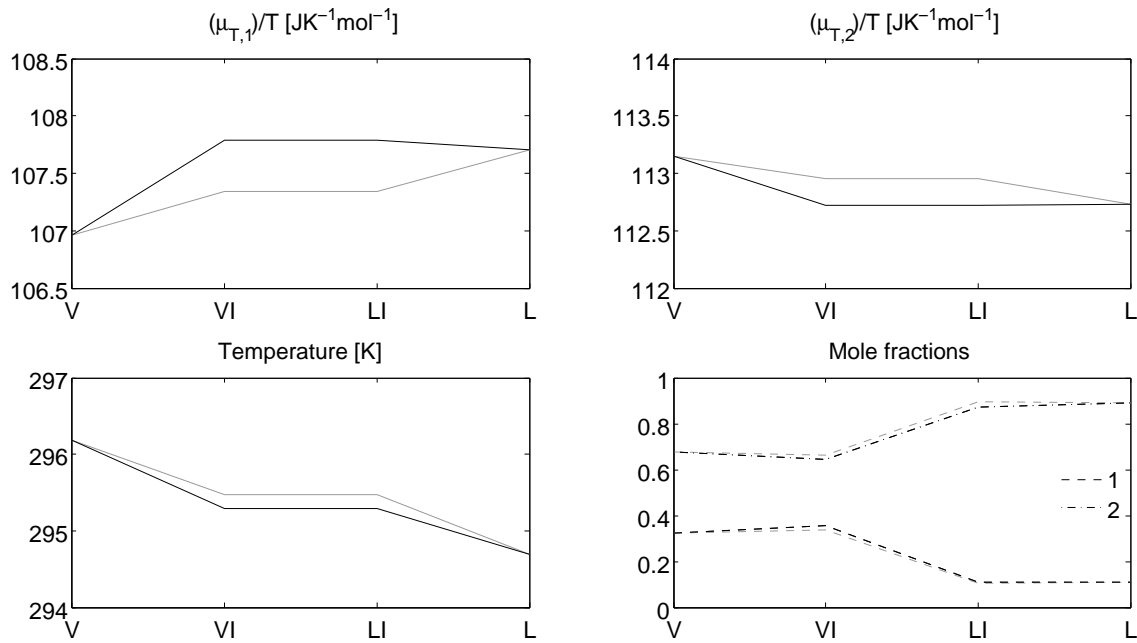 (μT,1)/T [JK−1mol−1]
108.5
108
107.5
107
106.5
V VI LI L
(μT,2)/T [JK−1mol−1]
114
113.5
113
112.5
112
V VI LI L
Temperature [K]
297
296
295
294
V VI LI L
Mole fractions
1
0.8
0.6
0.4
0.2
0
1
2
V VI LI L